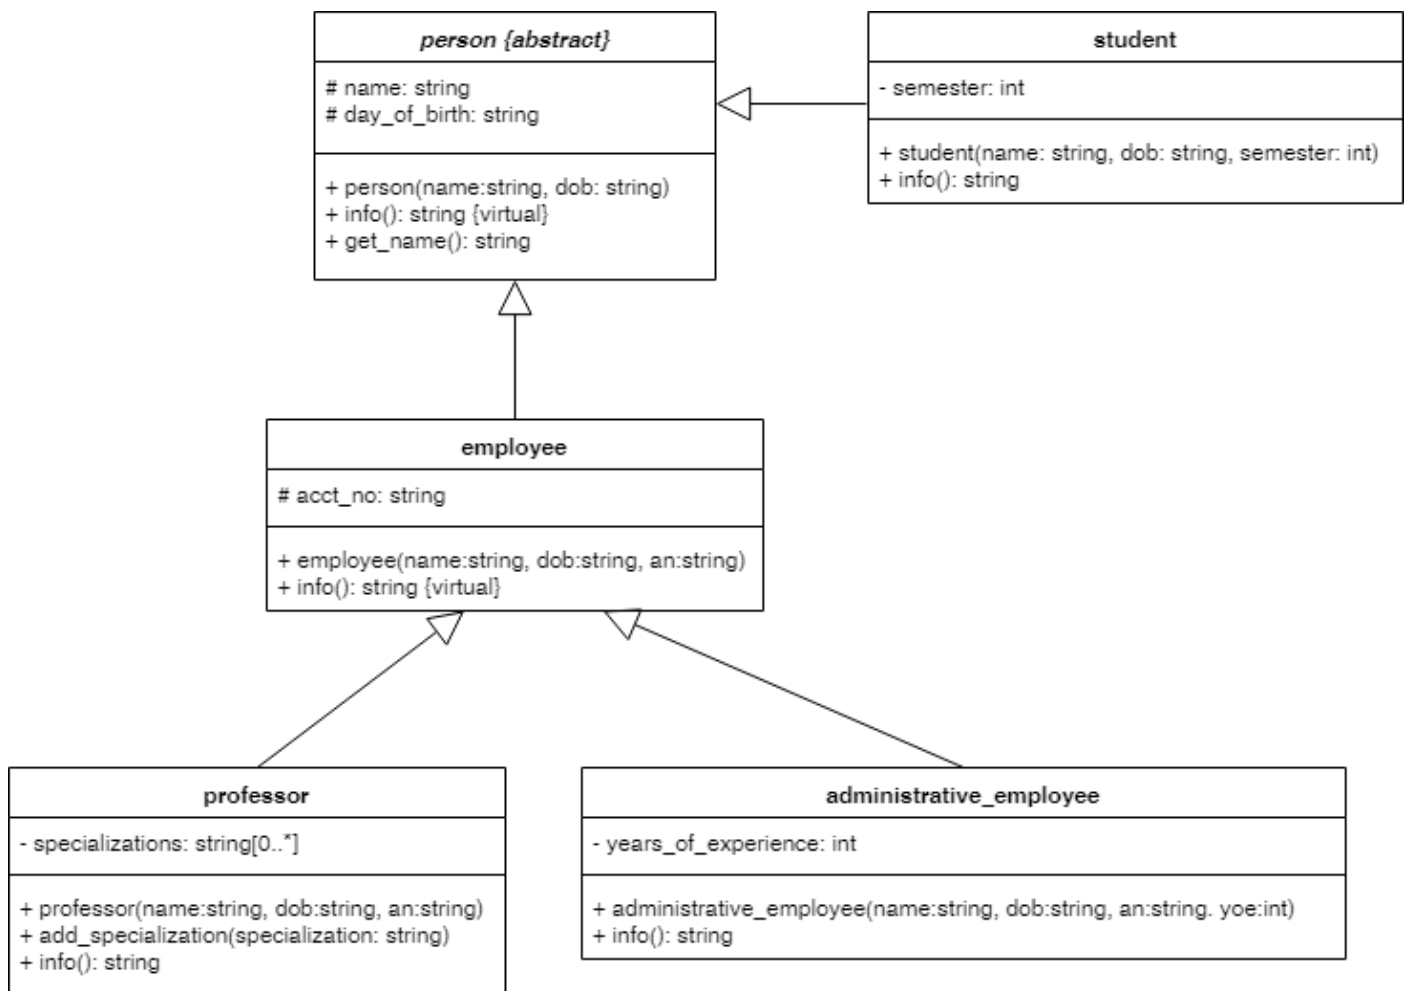 person {abstract}
# name: string
# day_of_birth: string
+ person(name:string, dob: string)
+ info(): string {virtual}
+ get_name(): string
student
- semester: int
+ student(name: string, dob: string, semester: int)
+ info(): string
employee
# acct_no: string
+ employee(name:string, dob:string, an:string)
+ info(): string {virtual}
professor
- specializations: string[0..*]
+ professor(name:string, dob:string, an:string)
+ add_specialization(specialization: string)
+ info(): string
administrative_employee
- years_of_experience: int
+ administrative_employee(name:string, dob:string, an:string. yoe:int)
+ info(): string